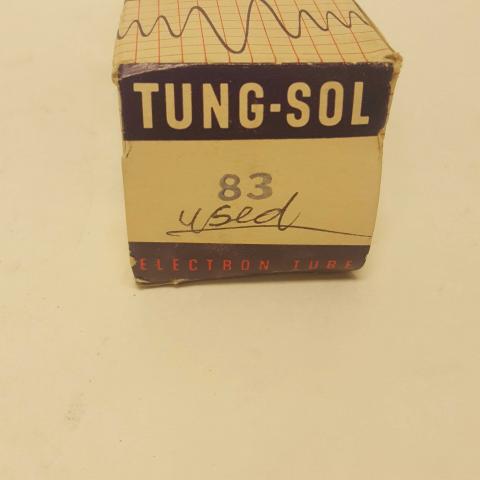 TUNG-SOL
83
used
ELECTRON TUBE